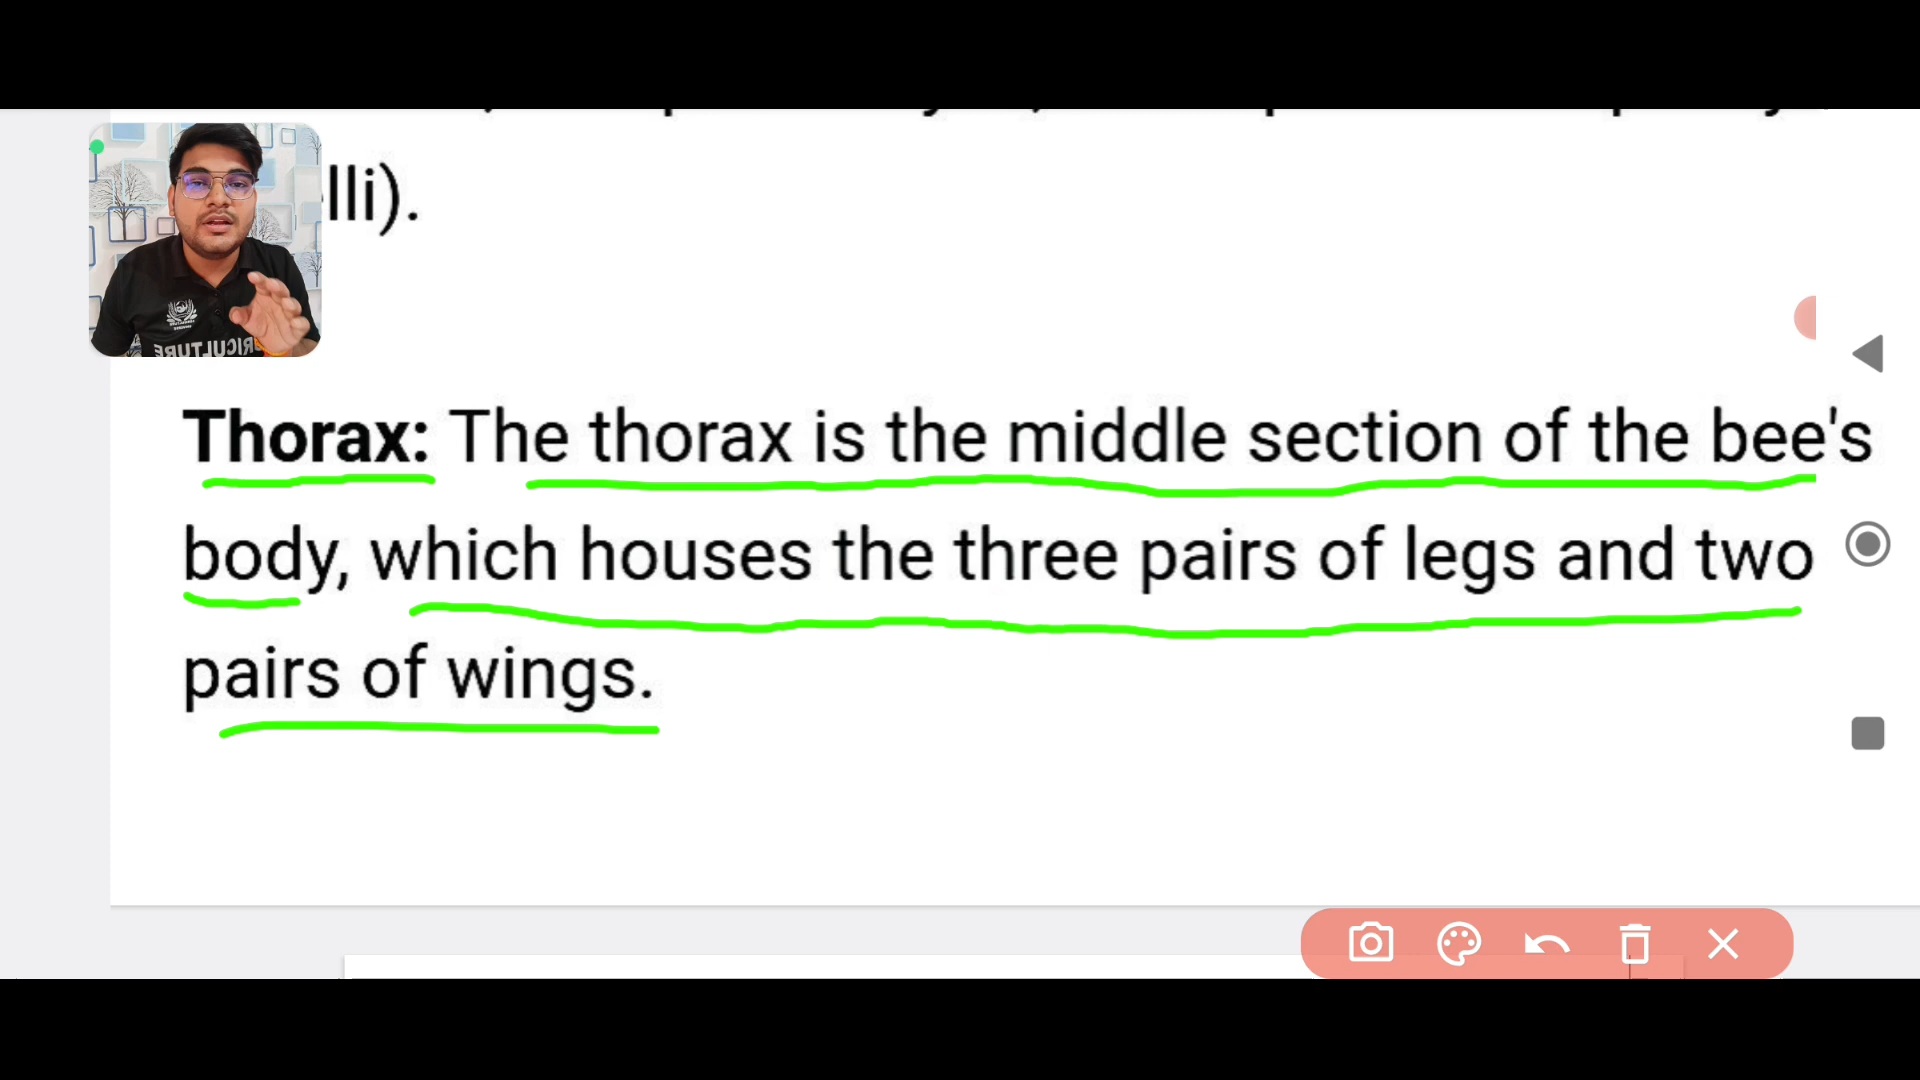 lli).
Thorax: The thorax is the middle section of the bee's
body, which houses the three pairs of legs and two
pairs of wings.